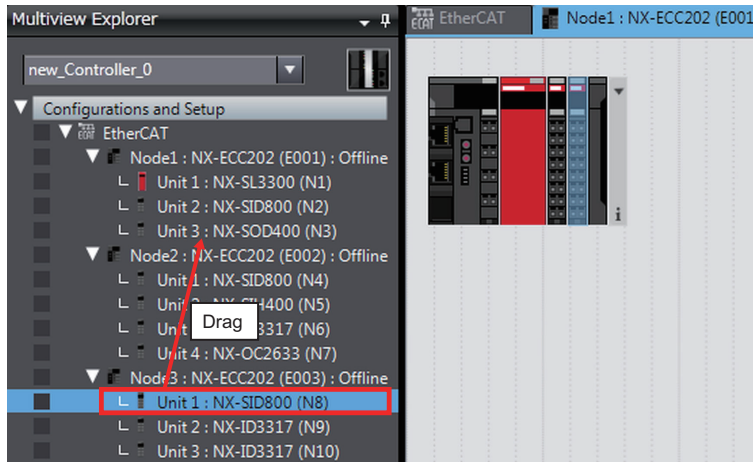 Multiview Explorer
EtherCAT
Node1 : NX-ECC202 (E001
new_Controller_0
Configurations and Setup
EtherCAT
Node1 : NX-ECC202 (E001) : Offline
Unit 1 : NX-SL3300 (N1)
Unit 2 : NX-SID800 (N2)
Unit 3 : NX-SOD400 (N3)
Node2 : NX-ECC202 (E002) : Offline
Unit 1 : NX-SID800 (N4)
NX-SIH400 (N5)
Drag
Unit 3317 (N6)
Unit 4 : NX-OC2633 (N7)
Node3 : NX-ECC202 (E003) : Offline
Unit 1 : NX-SID800 (N8)
Unit 2 : NX-ID3317 (N9)
Unit 3 : NX-ID3317 (N10)